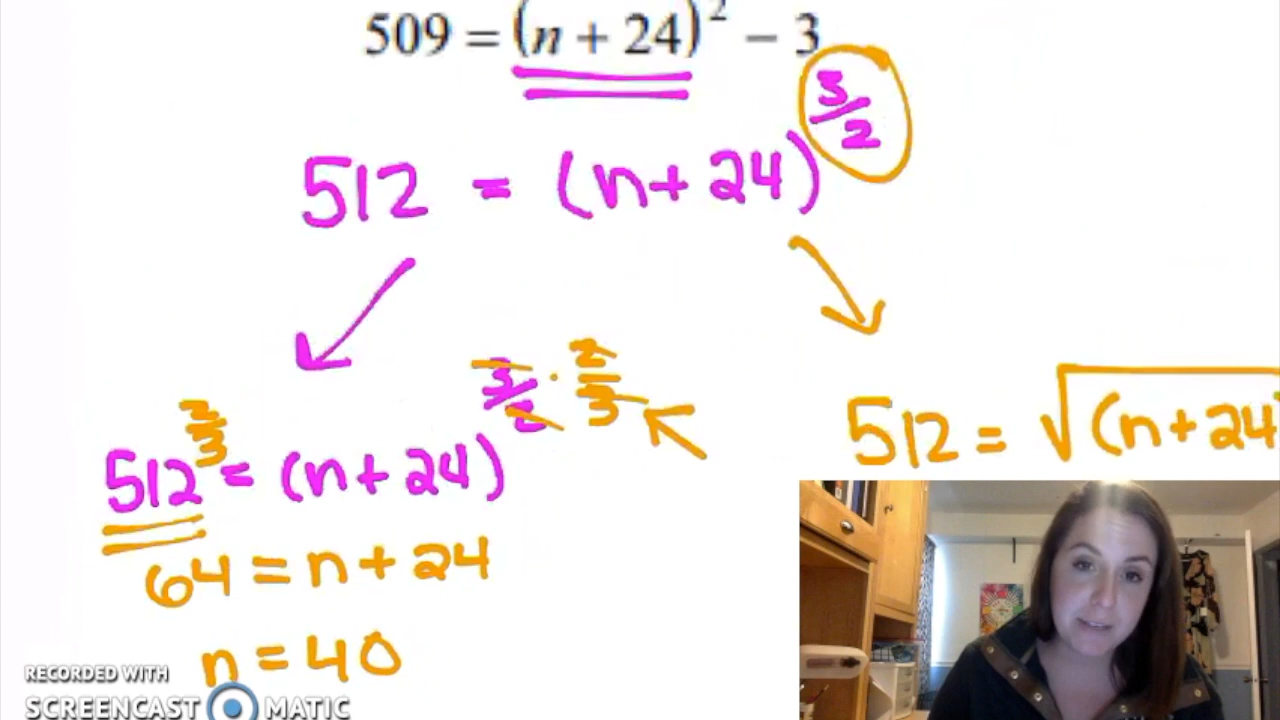 509 = (n + 24)² − 3
512 = (n + 24)^3/2
512^2/3 = (n + 24)^3/2 · 2/3
512 = √(n + 24
64 = n + 24
n = 40
RECORDED WITH
SCREENCAST MATIC